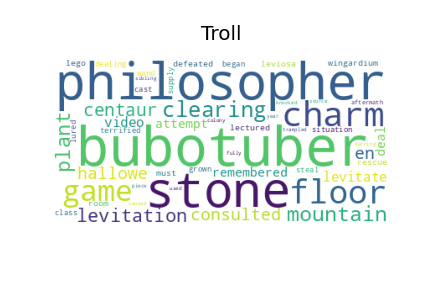 Troll
lego dealing defeated began leviosa wingardium
philosopher
cast supply sibling
centaur clearing charm aftermath
video attempt lectured situation
lured terrified
plant bubotuber deal
fully en
hallowe must grown remembered steal rescue
game stone floor levitate
room
class levitation consulted mountain